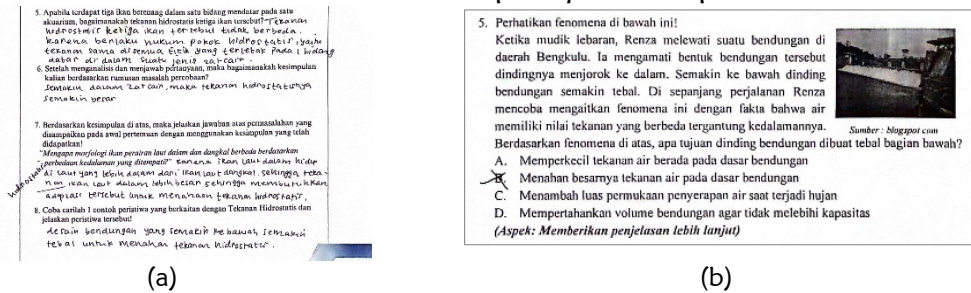 5. Apabila terdapat tiga ikan berenang dalam satu bidang mendatar pada satu
akuarium, bagaimanakah tekanan hidrostatis ketiga ikan tersebut? Tekanan
hidrostatis ketiga ikan tersebut tidak berbeda.
karena berlaku hukum pokok hidrostatis, yaitu
tekanan sama di semua titik yang terletak pada 1 bidang
datar di dalam suatu jenis zat cair.
6. Setelah menganalisis dan menjawab pertanyaan, maka bagaimanakah kesimpulan
kalian berdasarkan rumusan masalah percobaan?
semakin dalam zat cair, maka tekanan hidrostatisnya
semakin besar
7. Berdasarkan kesimpulan di atas, maka jelaskan jawaban atas permasalahan yang
disampaikan pada awal pertemuan dengan menggunakan kesimpulan yang telah
didapatkan!
"Mengapa morfologi ikan perairan laut dalam dan dangkal berbeda berdasarkan
perbedaan kedalaman yang ditempati?" karena ikan laut dalam hidup
di laut yang lebih dalam dari ikan laut dangkal. sehingga teka-
nan hidrostatis ikan laut dalam lebih besar sehingga membutuhkan
adaptasi tersebut untuk menahan tekanan hidrostatis.
8. Coba carilah 1 contoh peristiwa yang berkaitan dengan Tekanan Hidrostatis dan
jelaskan peristiwa tersebut!
desain bendungan yang semakin ke bawah semakin
tebal untuk menahan tekanan hidrostatis.
(a)
5. Perhatikan fenomena di bawah ini!
Ketika mudik lebaran, Renza melewati suatu bendungan di
daerah Bengkulu. Ia mengamati bentuk bendungan tersebut
dindingnya menjorok ke dalam. Semakin ke bawah dinding
bendungan semakin tebal. Di sepanjang perjalanan Renza
mencoba mengaitkan fenomena ini dengan fakta bahwa air
memiliki nilai tekanan yang berbeda tergantung kedalamannya.
Sumber : blogspot com
Berdasarkan fenomena di atas, apa tujuan dinding bendungan dibuat tebal bagian bawah?
A. Memperkecil tekanan air berada pada dasar bendungan
B. Menahan besarnya tekanan air pada dasar bendungan
C. Menambah luas permukaan penyerapan air saat terjadi hujan
D. Mempertahankan volume bendungan agar tidak melebihi kapasitas
(Aspek: Memberikan penjelasan lebih lanjut)
(b)